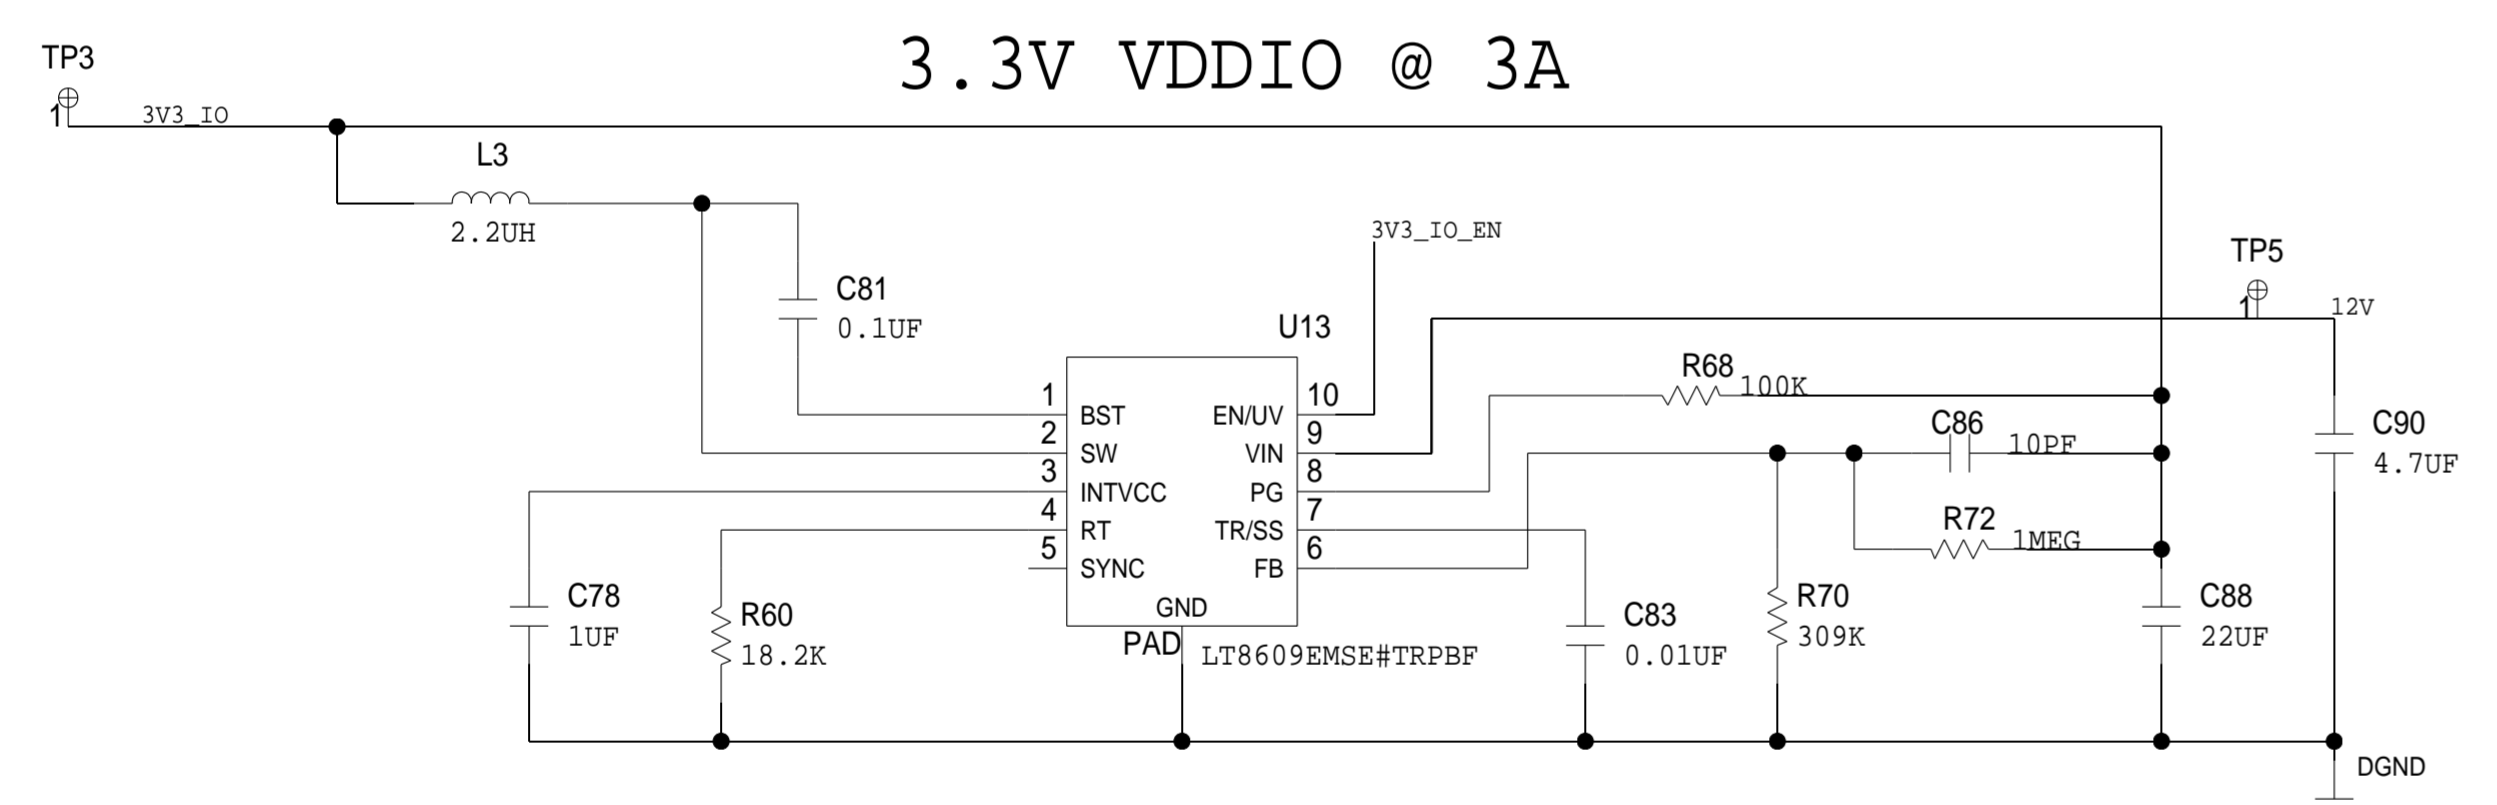 3.3V VDDIO @ 3A
TP3
1
3V3_IO
L3
2.2UH
3V3_IO_EN
TP5
1
12V
C81
0.1UF
U13
R68
100K
1
BST
2
SW
3
INTVCC
4
RT
5
SYNC
EN/UV
10
VIN
9
PG
8
TR/SS
7
FB
6
GND
PAD
LT8609EMSE#TRPBF
C86
10PF
C90
4.7UF
R72
1MEG
C78
1UF
R60
18.2K
C83
0.01UF
R70
309K
C88
22UF
DGND